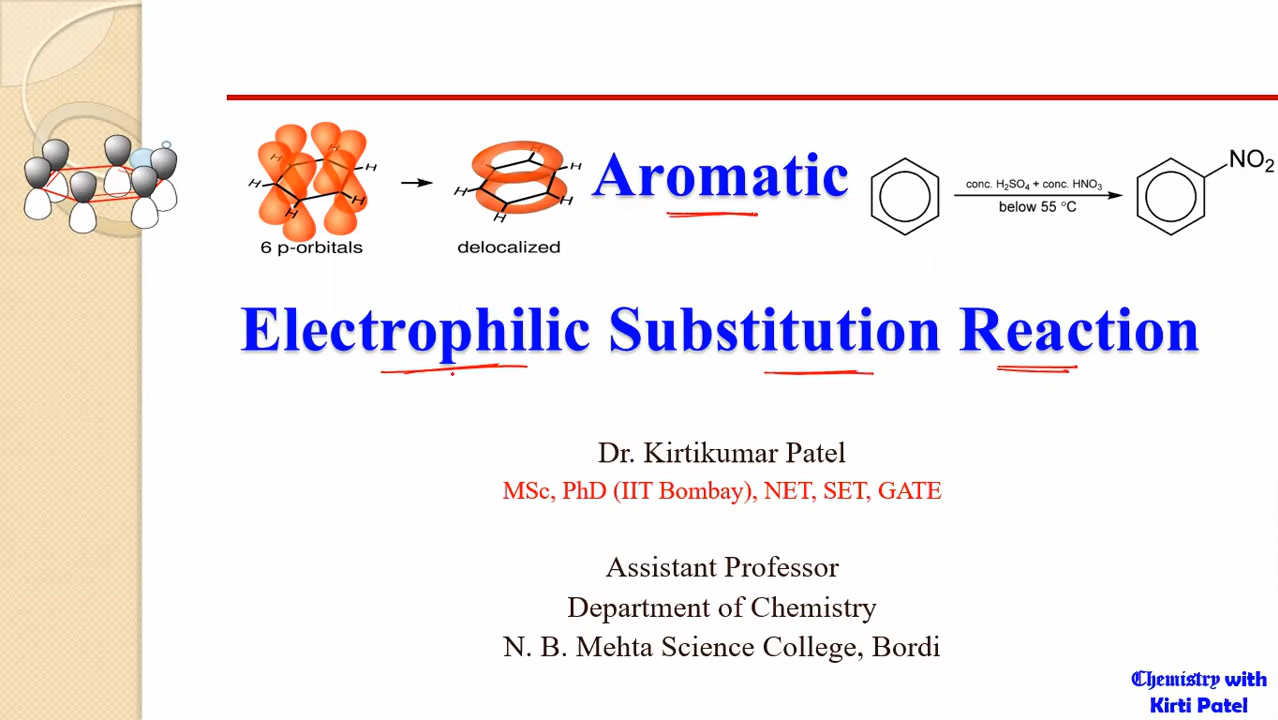 Aromatic
H H H H H
6 p-orbitals
H H H H H
delocalized
conc. H₂SO₄ + conc. HNO₃
below 55 °C
NO₂
Electrophilic Substitution Reaction
Dr. Kirtikumar Patel
MSc, PhD (IIT Bombay), NET, SET, GATE
Assistant Professor
Department of Chemistry
N. B. Mehta Science College, Bordi
Chemistry with
Kirti Patel